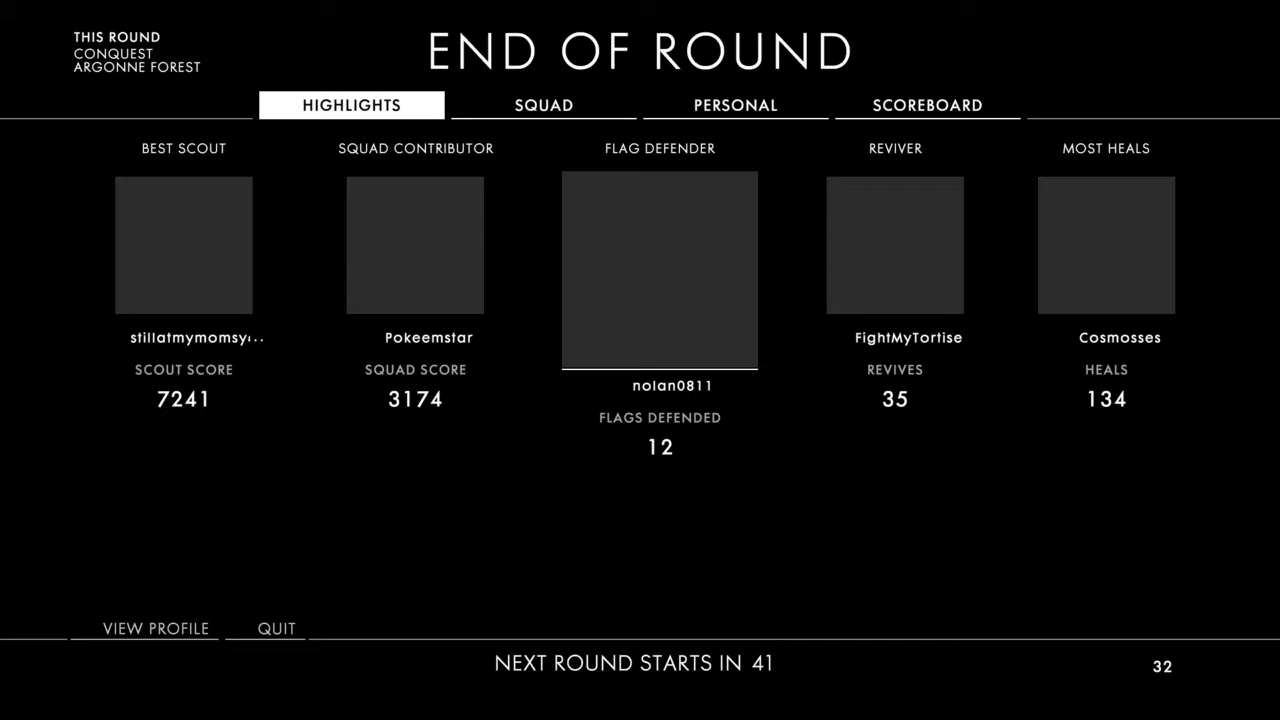 THIS ROUND
CONQUEST
ARGONNE FOREST
END OF ROUND
HIGHLIGHTS
SQUAD
PERSONAL
SCOREBOARD
BEST SCOUT
SQUAD CONTRIBUTOR
FLAG DEFENDER
REVIVER
MOST HEALS
stillatmymomsy...
Pokeemstar
nolan0811
FightMyTortise
Cosmosses
SCOUT SCORE
SQUAD SCORE
FLAGS DEFENDED
REVIVES
HEALS
7241
3174
12
35
134
VIEW PROFILE
QUIT
NEXT ROUND STARTS IN 41
32